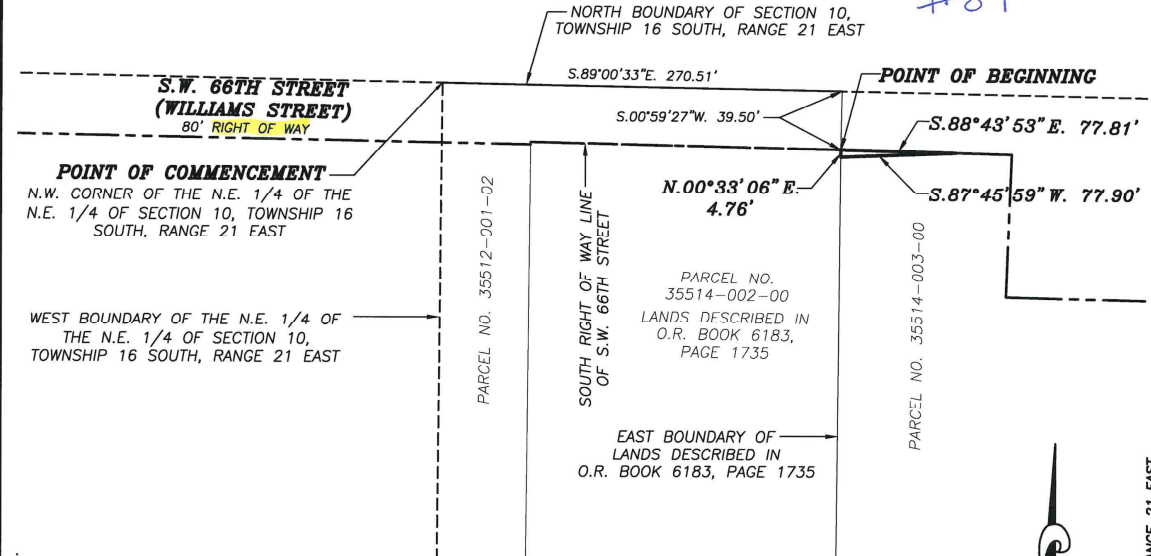 NORTH BOUNDARY OF SECTION 10,
TOWNSHIP 16 SOUTH, RANGE 21 EAST
S.89°00'33"E. 270.51'
POINT OF BEGINNING
S.W. 66TH STREET
(WILLIAMS STREET)
80' RIGHT OF WAY
S.00°59'27"W. 39.50'
S.88°43'53"E. 77.81'
POINT OF COMMENCEMENT
N.W. CORNER OF THE N.E. 1/4 OF THE
N.E. 1/4 OF SECTION 10, TOWNSHIP 16
SOUTH, RANGE 21 EAST
N.00°33'06"E.
4.76'
S.87°45'59"W. 77.90'
PARCEL NO. 35512-001-02
SOUTH RIGHT OF WAY LINE
OF S.W. 66TH STREET
PARCEL NO.
35514-002-00
LANDS DESCRIBED IN
O.R. BOOK 6183,
PAGE 1735
PARCEL NO. 35514-003-00
WEST BOUNDARY OF THE N.E. 1/4 OF
THE N.E. 1/4 OF SECTION 10,
TOWNSHIP 16 SOUTH, RANGE 21 EAST
EAST BOUNDARY OF
LANDS DESCRIBED IN
O.R. BOOK 6183, PAGE 1735
21 EAST